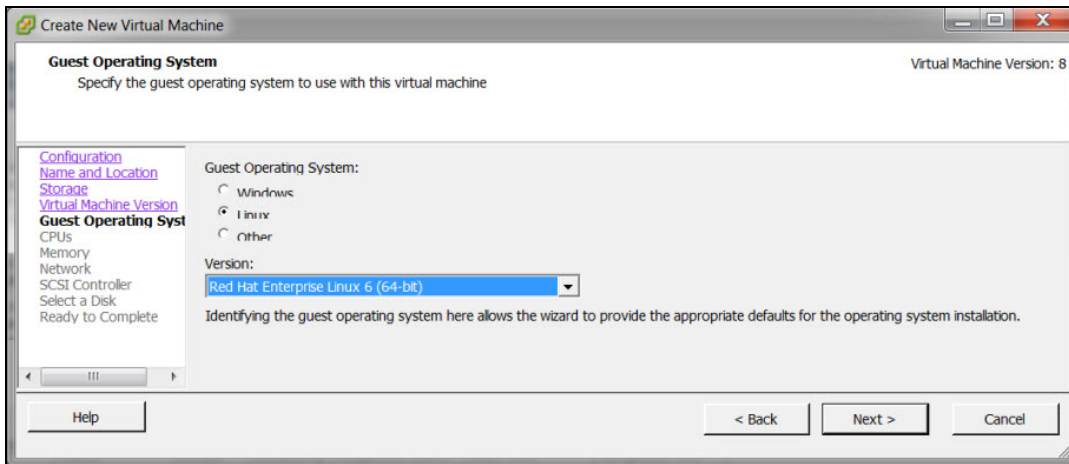 Create New Virtual Machine
Guest Operating System
Specify the guest operating system to use with this virtual machine
Virtual Machine Version: 8
Configuration
Name and Location
Storage
Virtual Machine Version
Guest Operating Syst
CPUs
Memory
Network
SCSI Controller
Select a Disk
Ready to Complete
Guest Operating System:
Windows
Linux
Other
Version:
Red Hat Enterprise Linux 6 (64-bit)
Identifying the guest operating system here allows the wizard to provide the appropriate defaults for the operating system installation.
Help
< Back
Next >
Cancel